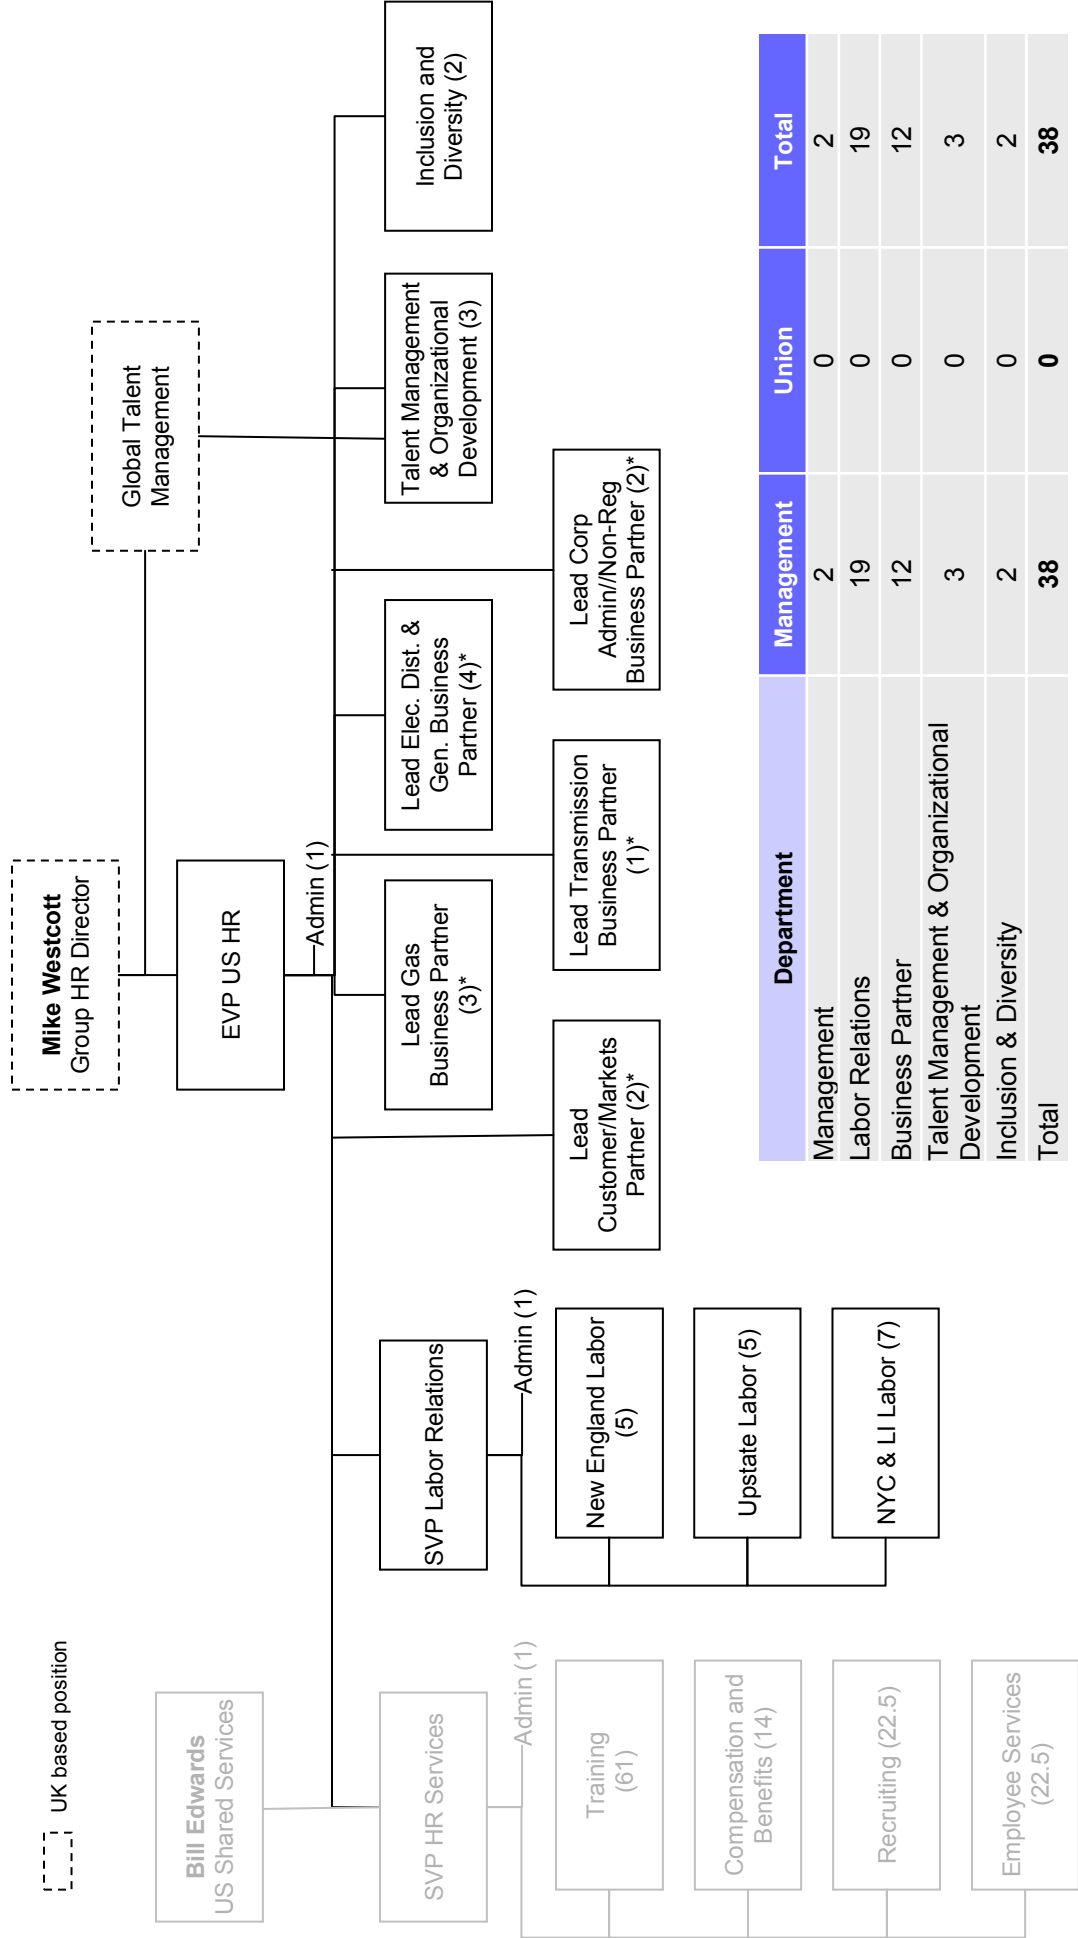 UK based position
Mike Westcott
Group HR Director
Global Talent
Management
Bill Edwards
US Shared Services
EVP US HR
Admin (1)
SVP HR Services
Admin (1)
Training
(61)
Compensation and
Benefits (14)
Recruiting (22.5)
Employee Services
(22.5)
SVP Labor Relations
Admin (1)
New England Labor
(5)
Upstate Labor (5)
NYC & LI Labor (7)
Lead Gas
Business Partner
(3)*
Lead Elec. Dist. &
Gen. Business
Partner (4)*
Talent Management
& Organizational
Development (3)
Inclusion and
Diversity (2)
Lead
Customer/Markets
Partner (2)*
Lead Transmission
Business Partner
(1)*
Lead Corp
Admin//Non-Reg
Business Partner (2)*
Department Management Union Total
Management 2 0 2
Labor Relations 19 0 19
Business Partner 12 0 12
Talent Management & Organizational
Development 3 0 3
Inclusion & Diversity 2 0 2
Total 38 0 38